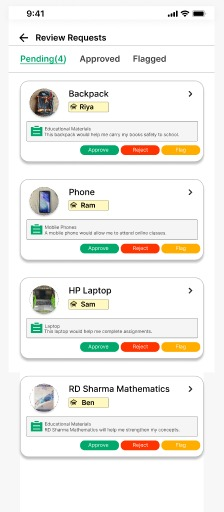 9:41
Review Requests
Pending(4) Approved Flagged
Backpack
Riya
Educational Materials
This backpack would help me carry my books safely to school.
Approve Reject Flag
Phone
Ram
Mobile Phones
A mobile phone would allow me to attend online classes.
Approve Reject Flag
HP Laptop
Sam
Laptop
This laptop would help me complete assignments.
Approve Reject Flag
RD Sharma Mathematics
Ben
Educational Materials
RD Sharma Mathematics will help me strengthen my concepts.
Approve Reject Flag